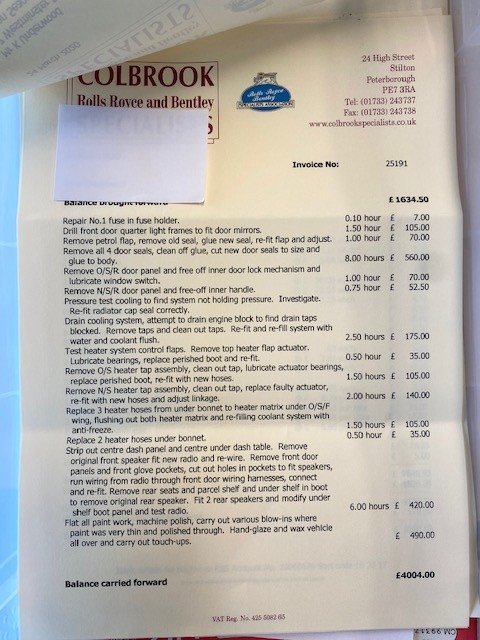 COLBROOK
Rolls Royce and Bentley
S
Rolls Royce
Bentley
SPECIALISTS ASSOCIATION
24 High Street
Stilton
Peterborough
PE7 3RA
Tel: (01733) 243737
Fax: (01733) 243738
www.colbrookspecialists.co.uk
Invoice No: 25191
Balance brought forward £ 1634.50
Repair No.1 fuse in fuse holder. 0.10 hour £ 7.00
Drill front door quarter light frames to fit door mirrors. 1.50 hour £ 105.00
Remove petrol flap, remove old seal, glue new seal, re-fit flap and adjust. 1.00 hour £ 70.00
Remove all 4 door seals, clean off glue, cut new door seals to size and
glue to body. 8.00 hours £ 560.00
Remove O/S/R door panel and free off inner door lock mechanism and
lubricate window switch. 1.00 hour £ 70.00
Remove N/S/R door panel and free-off inner handle. 0.75 hour £ 52.50
Pressure test cooling to find system not holding pressure. Investigate.
Re-fit radiator cap seal correctly.
Drain cooling system, attempt to drain engine block to find drain taps
blocked. Remove taps and clean out taps. Re-fit and re-fill system with
water and coolant flush. 2.50 hours £ 175.00
Test heater system control flaps. Remove top heater flap actuator.
Lubricate bearings, replace perished boot and re-fit. 0.50 hour £ 35.00
Remove O/S heater tap assembly, clean out tap, lubricate actuator bearings,
replace perished boot, re-fit with new hoses. 1.50 hours £ 105.00
Remove N/S heater tap assembly, clean out tap, replace faulty actuator,
re-fit with new hoses and adjust linkage. 2.00 hours £ 140.00
Replace 3 heater hoses from under bonnet to heater matrix under O/S/F
wing, flushing out both heater matrix and re-filling coolant system with
anti-freeze. 1.50 hours £ 105.00
Replace 2 heater hoses under bonnet. 0.50 hour £ 35.00
Strip out centre dash panel and centre under dash table. Remove
original front speaker fit new radio and re-wire. Remove front door
panels and front glove pockets, cut out holes in pockets to fit speakers,
run wiring from radio through front door wiring harnesses, connect
and re-fit. Remove rear seats and parcel shelf and under shelf in boot
to remove original rear speaker. Fit 2 rear speakers and modify under
shelf boot panel and test radio. 6.00 hours £ 420.00
Flat all paint work, machine polish, carry out various blow-ins where
paint was very thin and polished through. Hand-glaze and wax vehicle
all over and carry out touch-ups. £ 490.00
Balance carried forward £4004.00
VAT Reg. No. 425 5082 65